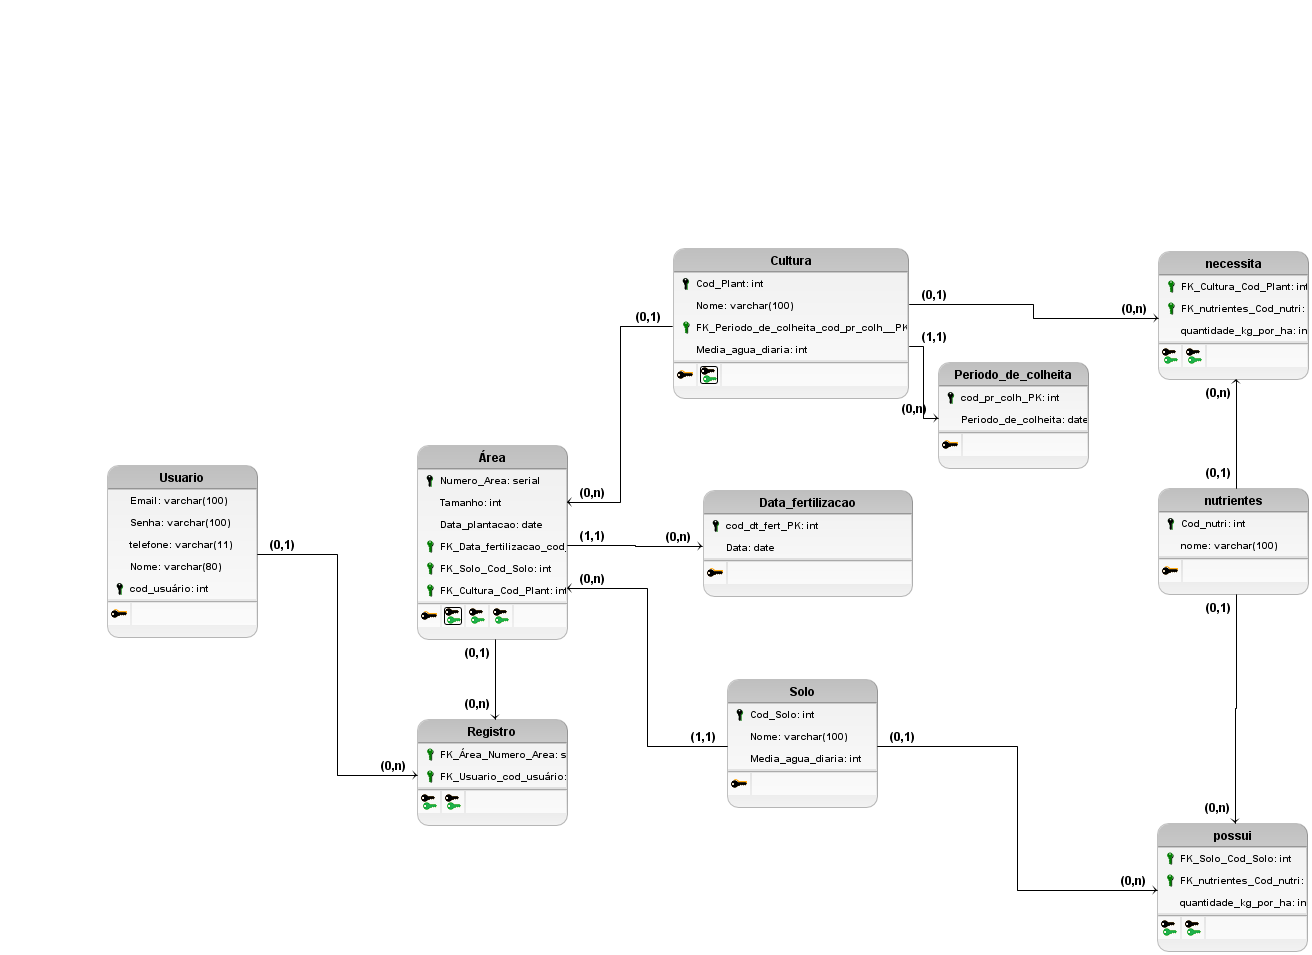 Cultura
Cod_Plant: int
Nome: varchar(100)
FK_Periodo_de_colheita_cod_pr_colh__PK
Media_agua_diaria: int
(0,1)
(0,n)
(1,1)
(0,n)
(0,1)
(0,n)
necessita
FK_Cultura_Cod_Plant: int
FK_nutrientes_Cod_nutri:
quantidade_kg_por_ha: in
(0,n)
(0,1)
Periodo_de_colheita
cod_pr_colh_PK: int
Periodo_de_colheita: date
Usuario
Email: varchar(100)
Senha: varchar(100)
telefone: varchar(11)
Nome: varchar(80)
cod_usuário: int
(0,1)
(0,n)
Área
Numero_Area: serial
Tamanho: int
Data_plantacao: date
FK_Data_fertilizacao_cod_
FK_Solo_Cod_Solo: int
FK_Cultura_Cod_Plant: int
(1,1)
(0,n)
(0,n)
(0,1)
(0,n)
Data_fertilizacao
cod_dt_fert_PK: int
Data: date
nutrientes
Cod_nutri: int
nome: varchar(100)
(0,1)
(0,n)
Registro
FK_Área_Numero_Area: s
FK_Usuario_cod_usuário:
Solo
Cod_Solo: int
Nome: varchar(100)
Media_agua_diaria: int
(1,1)
(0,1)
(0,n)
possui
FK_Solo_Cod_Solo: int
FK_nutrientes_Cod_nutri:
quantidade_kg_por_ha: in